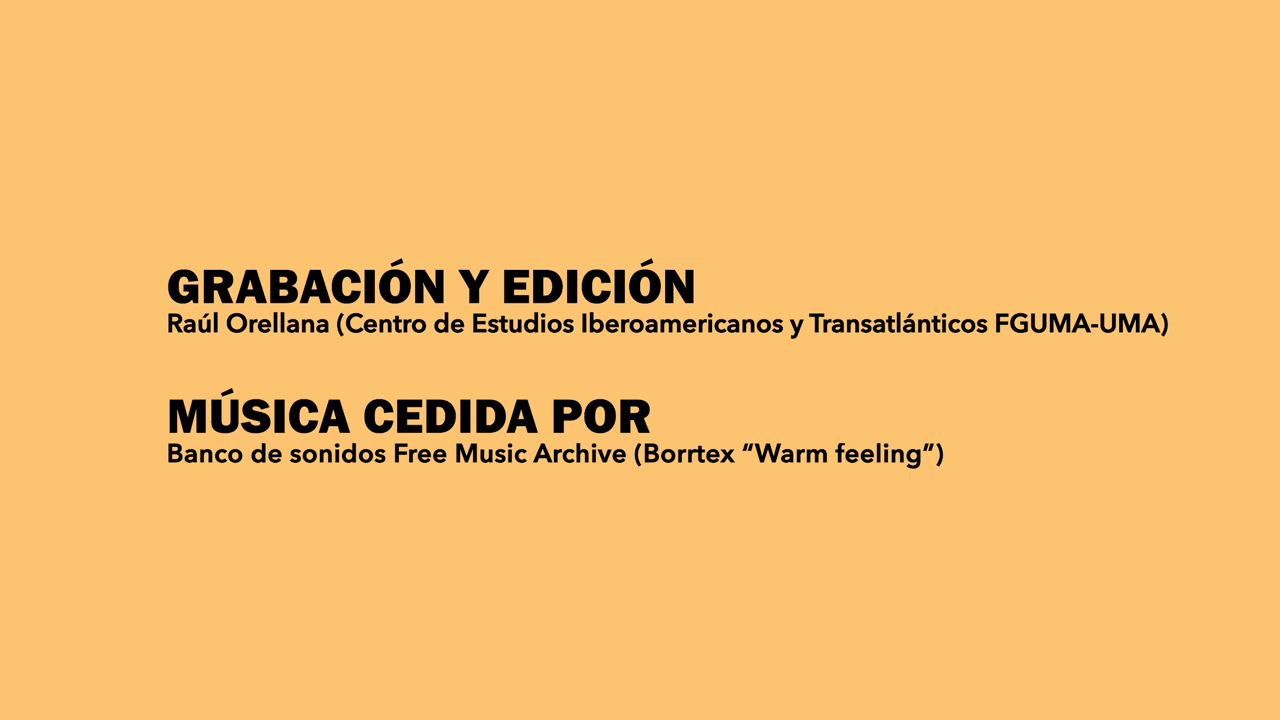 GRABACIÓN Y EDICIÓN
Raúl Orellana (Centro de Estudios Iberoamericanos y Transatlánticos FGUMA-UMA)
MÚSICA CEDIDA POR
Banco de sonidos Free Music Archive (Borrtex “Warm feeling”)